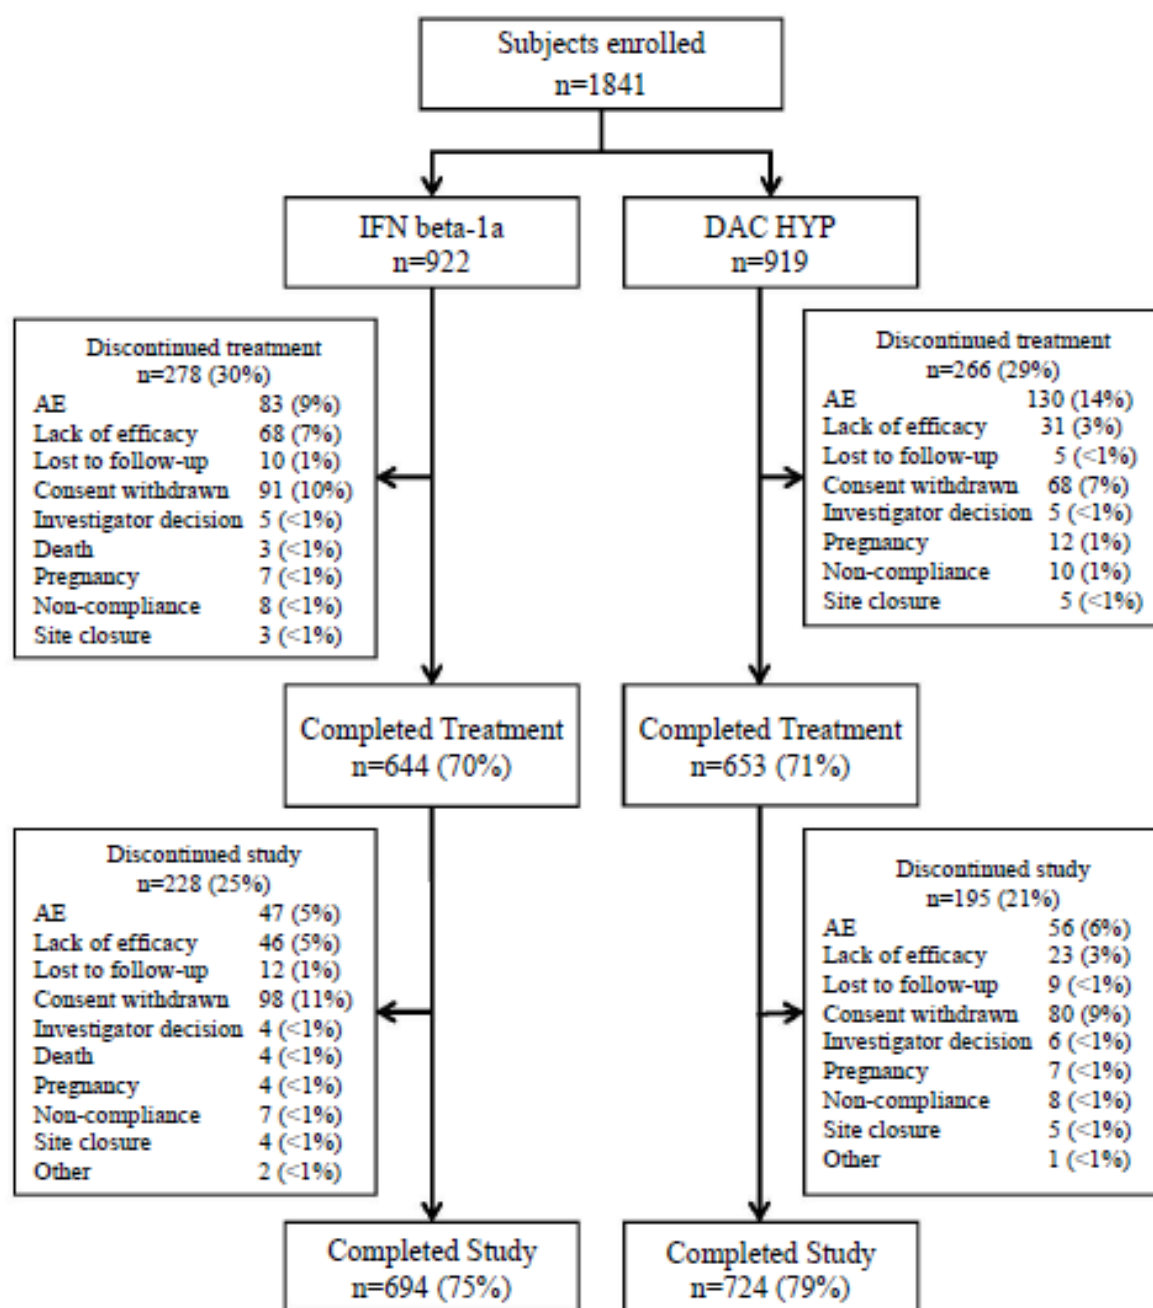 Subjects enrolled
n=1841
IFN beta-1a
n=922
DAC HYP
n=919
Discontinued treatment
n=278 (30%)
AE 83 (9%)
Lack of efficacy 68 (7%)
Lost to follow-up 10 (1%)
Consent withdrawn 91 (10%)
Investigator decision 5 (<1%)
Death 3 (<1%)
Pregnancy 7 (<1%)
Non-compliance 8 (<1%)
Site closure 3 (<1%)
Discontinued treatment
n=266 (29%)
AE 130 (14%)
Lack of efficacy 31 (3%)
Lost to follow-up 5 (<1%)
Consent withdrawn 68 (7%)
Investigator decision 5 (<1%)
Pregnancy 12 (1%)
Non-compliance 10 (1%)
Site closure 5 (<1%)
Completed Treatment
n=644 (70%)
Completed Treatment
n=653 (71%)
Discontinued study
n=228 (25%)
AE 47 (5%)
Lack of efficacy 46 (5%)
Lost to follow-up 12 (1%)
Consent withdrawn 98 (11%)
Investigator decision 4 (<1%)
Death 4 (<1%)
Pregnancy 4 (<1%)
Non-compliance 7 (<1%)
Site closure 4 (<1%)
Other 2 (<1%)
Discontinued study
n=195 (21%)
AE 56 (6%)
Lack of efficacy 23 (3%)
Lost to follow-up 9 (<1%)
Consent withdrawn 80 (9%)
Investigator decision 6 (<1%)
Pregnancy 7 (<1%)
Non-compliance 8 (<1%)
Site closure 5 (<1%)
Other 1 (<1%)
Completed Study
n=694 (75%)
Completed Study
n=724 (79%)